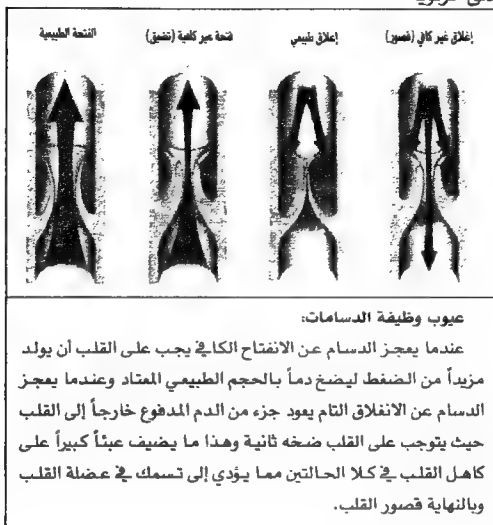 إغلاق غير كافي (قصور) إغلاق طبيعي فتحة غير كافية (تضيق) الفتحة الطبيعية
عيوب وظيفة الدسامات:
عندما يعجز الدسام عن الانفتاح الكافي يجب على القلب أن يولد
مزيداً من الضغط ليضخ دماً بالحجم الطبيعي المعتاد وعندما يعجز
الدسام عن الانغلاق التام يعود جزء من الدم المدفوع خارجاً إلى القلب
حيث يتوجب على القلب ضخه ثانية وهذا ما يضيف عبئاً كبيراً على
كاهل القلب في كلا الحالتين مما يؤدي إلى تسمك في عضلة القلب
وبالنهاية قصور القلب.